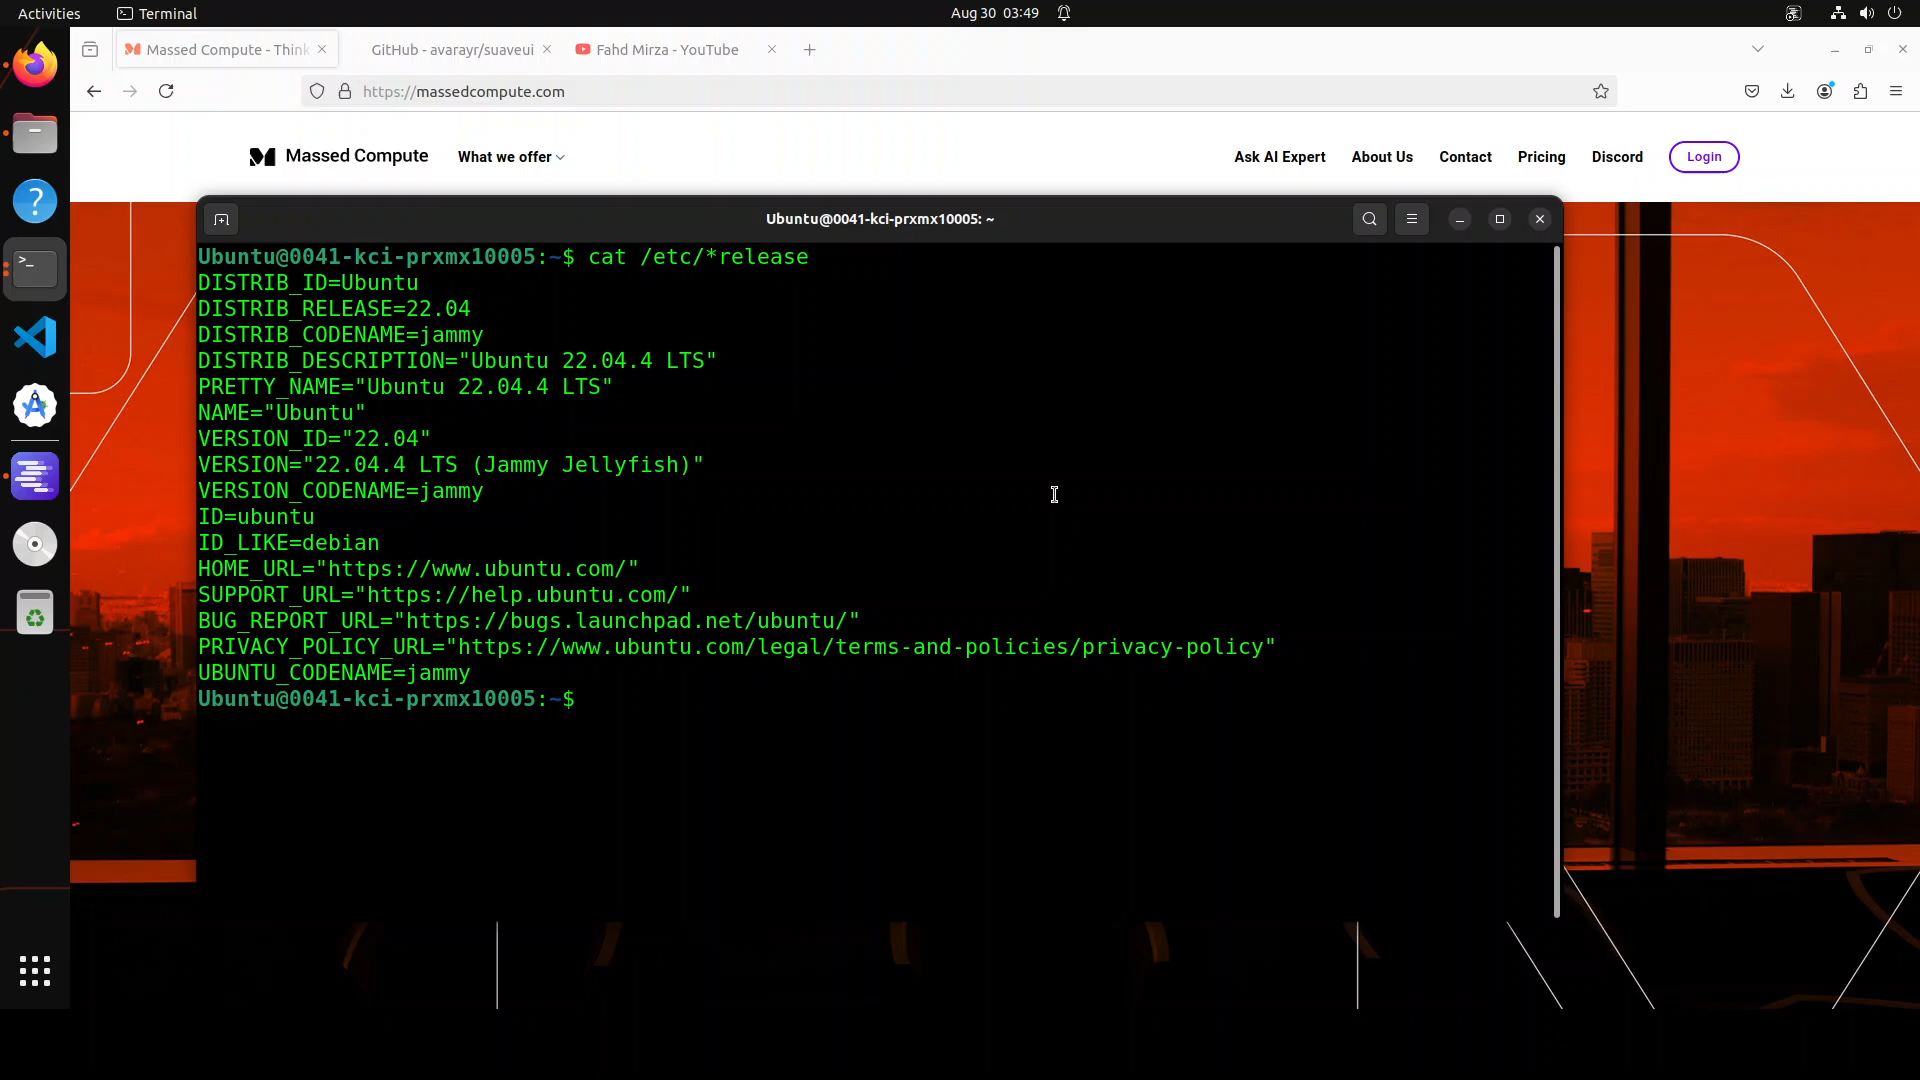 Activities
Terminal
Aug 30 03:49
Massed Compute - Think
GitHub - avarayr/suaveui
Fahd Mirza - YouTube
https://massedcompute.com
Massed Compute
What we offer
Ask AI Expert
About Us
Contact
Pricing
Discord
Login
Ubuntu@0041-kci-prxmx10005: ~
Ubuntu@0041-kci-prxmx10005:~$ cat /etc/*release
DISTRIB_ID=Ubuntu
DISTRIB_RELEASE=22.04
DISTRIB_CODENAME=jammy
DISTRIB_DESCRIPTION="Ubuntu 22.04.4 LTS"
PRETTY_NAME="Ubuntu 22.04.4 LTS"
NAME="Ubuntu"
VERSION_ID="22.04"
VERSION="22.04.4 LTS (Jammy Jellyfish)"
VERSION_CODENAME=jammy
ID=ubuntu
ID_LIKE=debian
HOME_URL="https://www.ubuntu.com/"
SUPPORT_URL="https://help.ubuntu.com/"
BUG_REPORT_URL="https://bugs.launchpad.net/ubuntu/"
PRIVACY_POLICY_URL="https://www.ubuntu.com/legal/terms-and-policies/privacy-policy"
UBUNTU_CODENAME=jammy
Ubuntu@0041-kci-prxmx10005:~$